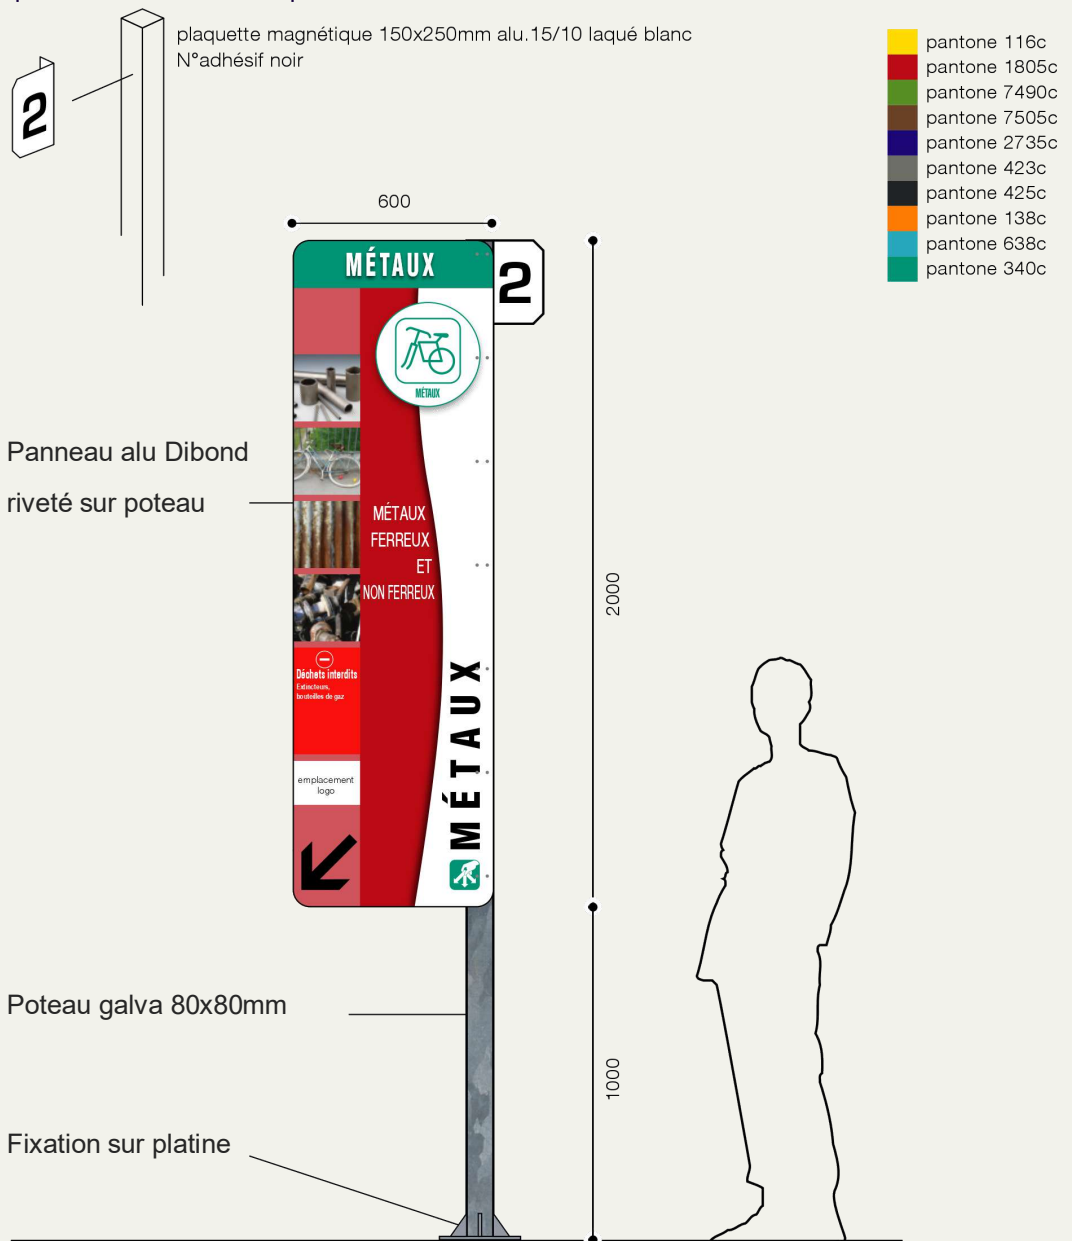 plaquette magnétique 150x250mm alu.15/10 laqué blanc
N°adhésif noir
2
pantone 116c
pantone 1805c
pantone 7490c
pantone 7505c
pantone 2735c
pantone 423c
pantone 425c
pantone 138c
pantone 638c
pantone 340c
600
MÉTAUX
2
MÉTAUX
Panneau alu Dibond
riveté sur poteau
MÉTAUX
FERREUX
ET
NON FERREUX
2000
Déchets interdits
Extincteurs,
bouteilles de gaz
MÉTAUX
emplacement
logo
Poteau galva 80x80mm
1000
Fixation sur platine